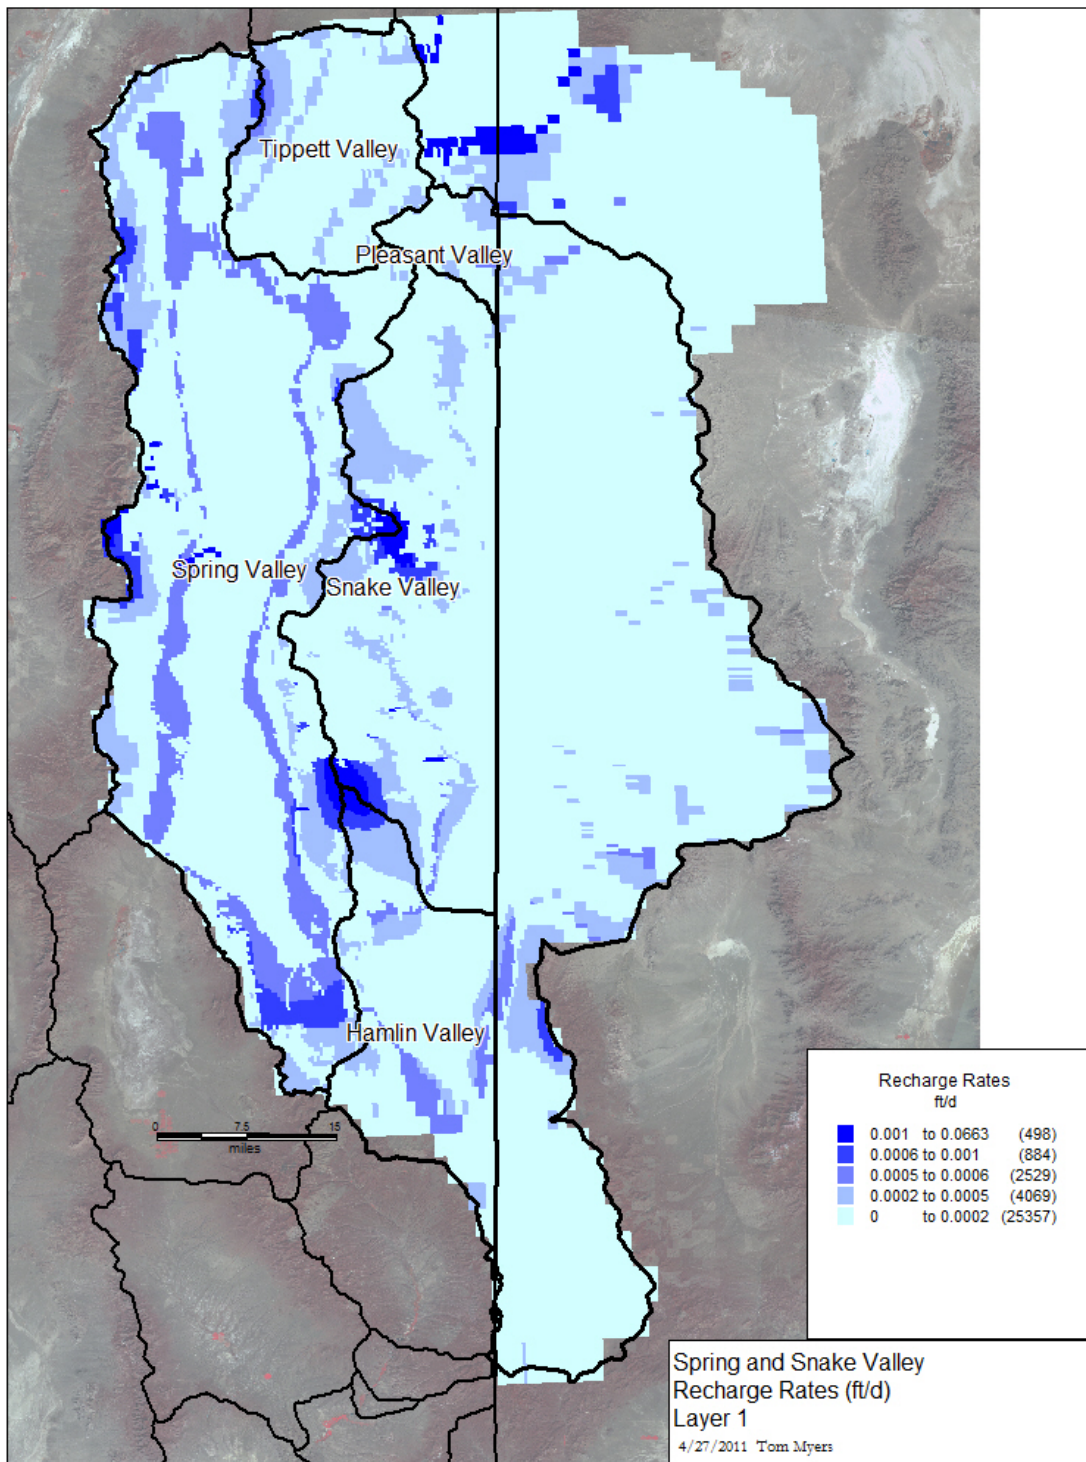 Tippett Valley
Pleasant Valley
Spring Valley
Snake Valley
Hamlin Valley
0 7.5 15
miles
Recharge Rates
ft/d
0.001 to 0.0663 (498)
0.0006 to 0.001 (884)
0.0005 to 0.0006 (2529)
0.0002 to 0.0005 (4069)
0 to 0.0002 (25357)
Spring and Snake Valley
Recharge Rates (ft/d)
Layer 1
4/27/2011 Tom Myers